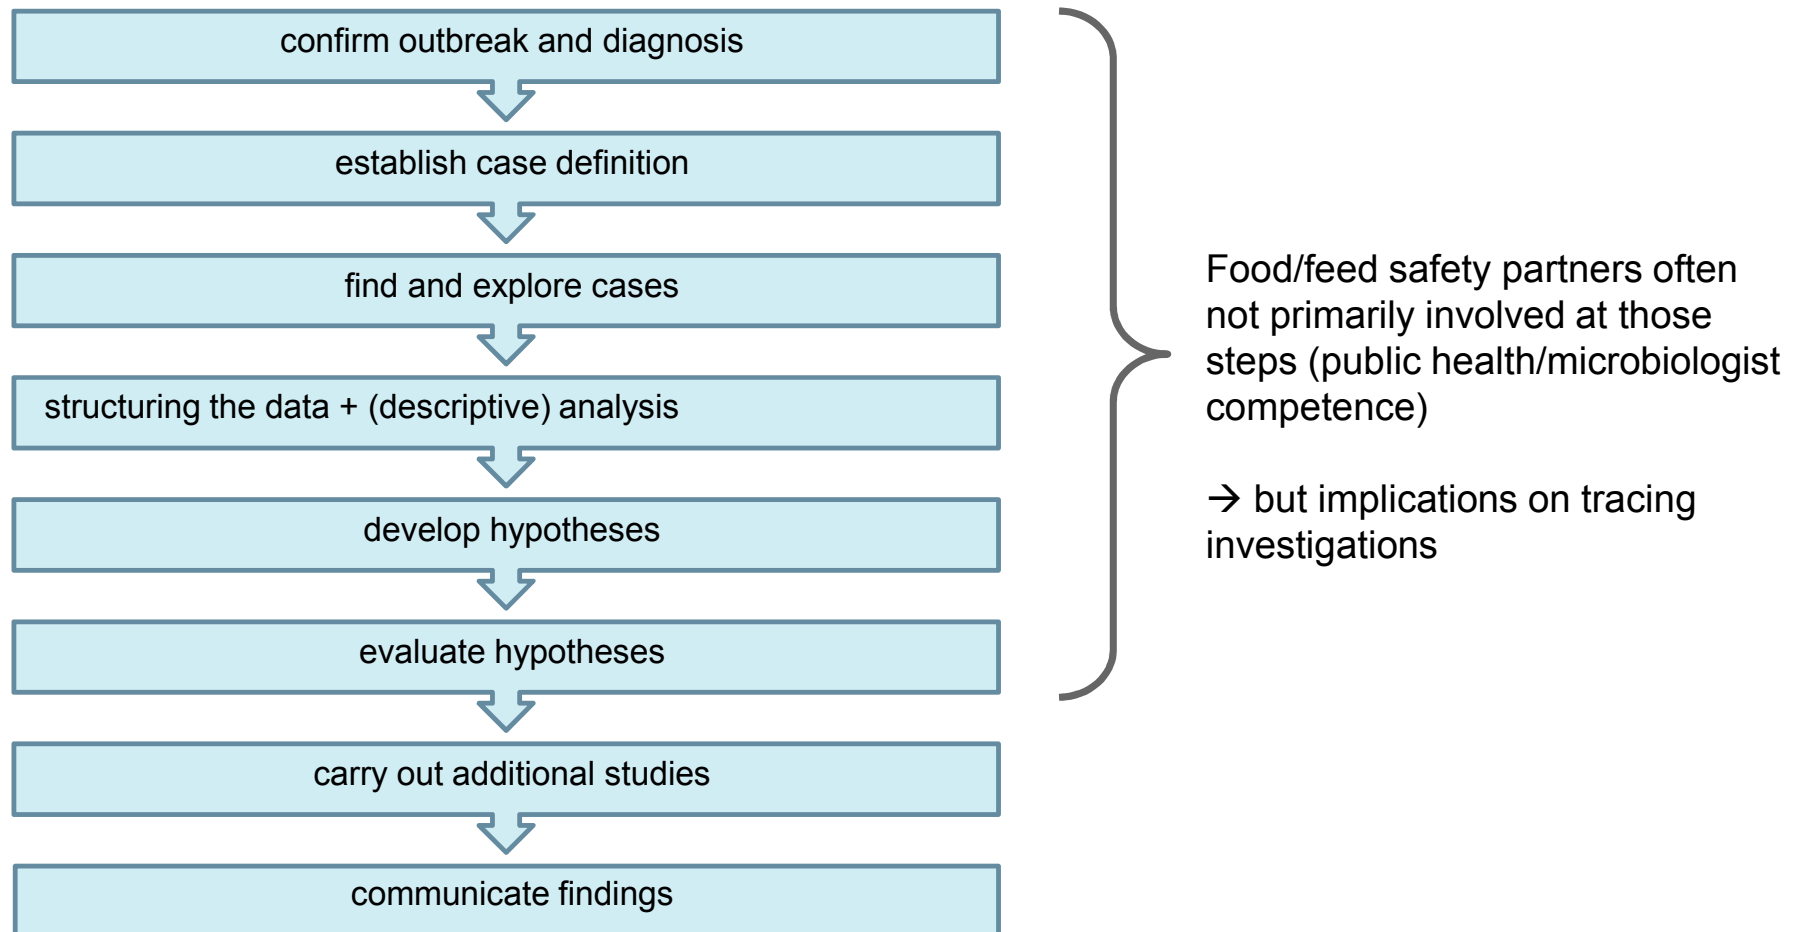 confirm outbreak and diagnosis
establish case definition
find and explore cases
structuring the data + (descriptive) analysis
develop hypotheses
evaluate hypotheses
carry out additional studies
communicate findings
Food/feed safety partners often
not primarily involved at those
steps (public health/microbiologist
competence)
→ but implications on tracing
investigations